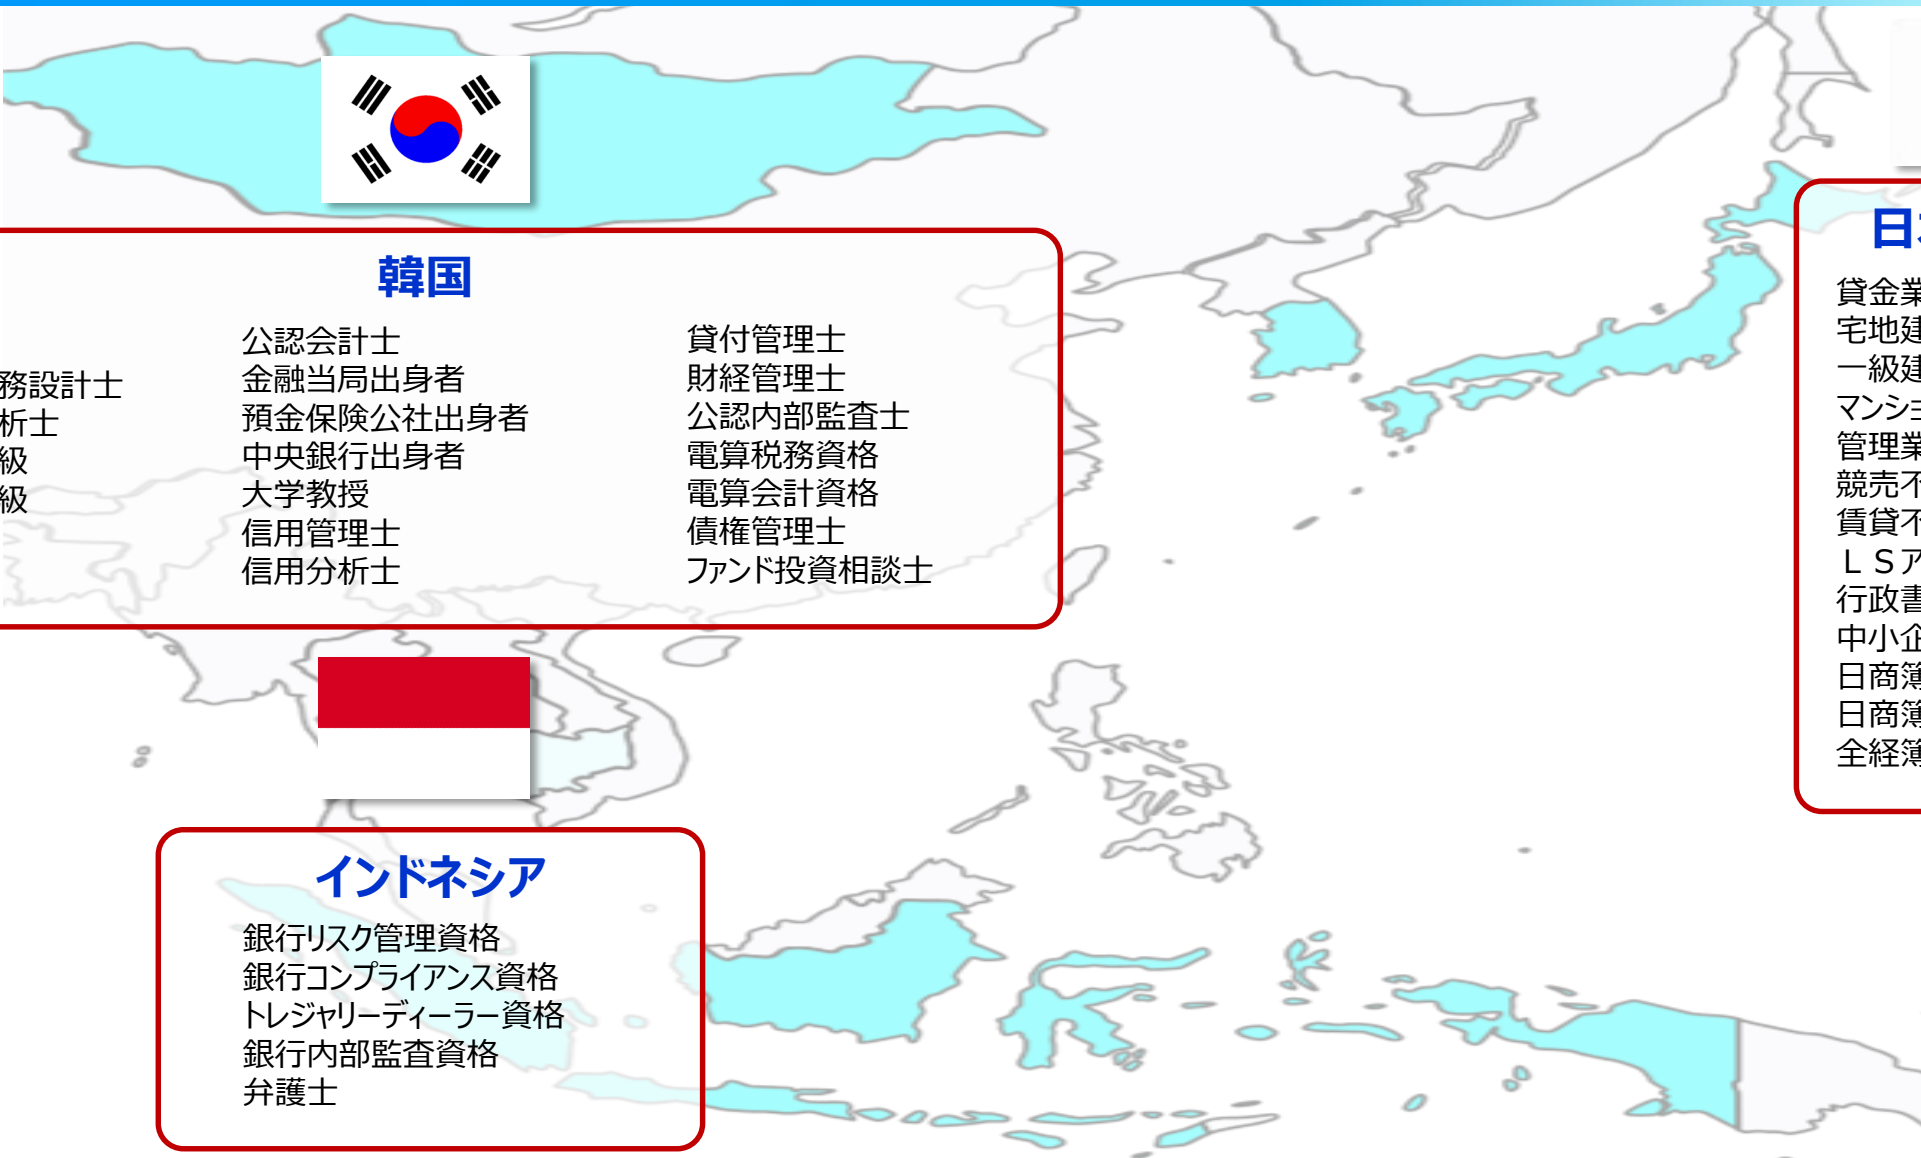 韓国
務設計士
析士
級
級
公認会計士
金融当局出身者
預金保険公社出身者
中央銀行出身者
大学教授
信用管理士
信用分析士
貸付管理士
財経管理士
公認内部監査士
電算税務資格
電算会計資格
債権管理士
ファンド投資相談士
インドネシア
銀行リスク管理資格
銀行コンプライアンス資格
トレジャリーディーラー資格
銀行内部監査資格
弁護士
日
貸金業
宅地建
一級建
マンショ
管理業
競売不
賃貸不
ＬＳア
行政書
中小企
日商簿
日商簿
全経簿